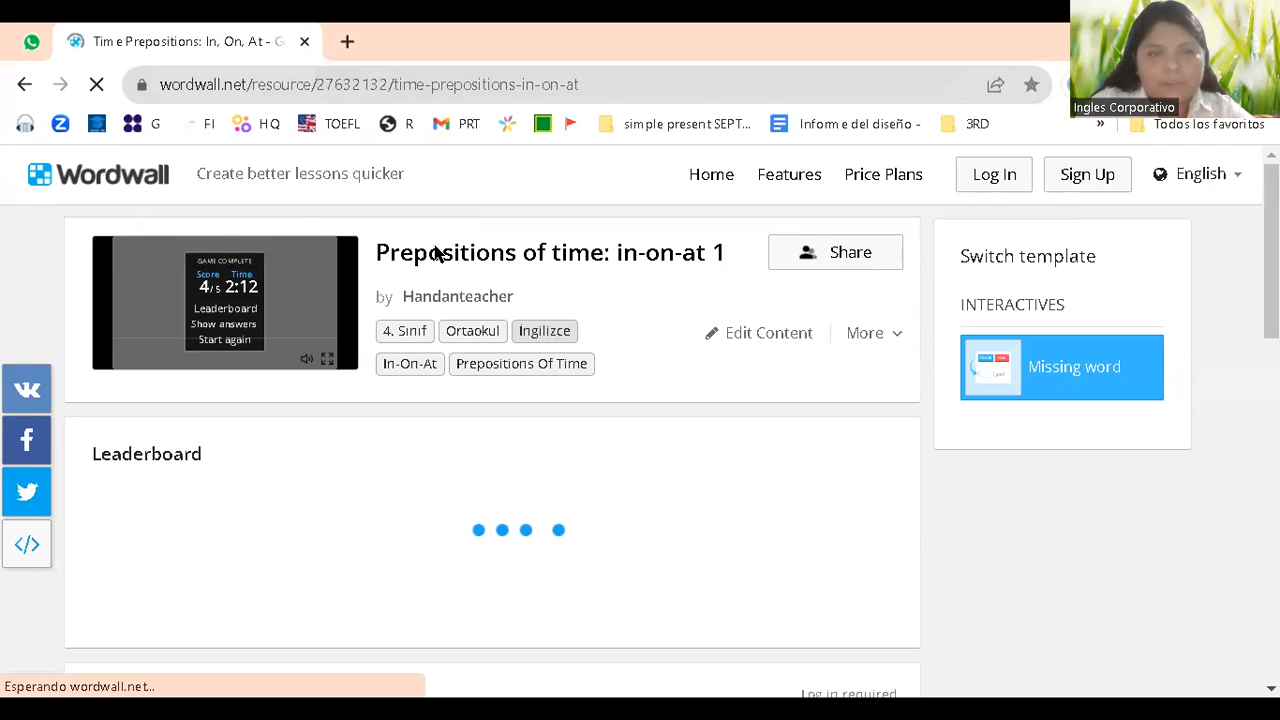 Time Prepositions: In, On, At - G
wordwall.net/resource/27632132/time-prepositions-in-on-at
G
FI
HQ
TOEFL
R
PRT
simple present SEPT...
Informe del diseño -
3RD
»
Todos los favoritos
Ingles Corporativo
Wordwall
Create better lessons quicker
Home
Features
Price Plans
Log In
Sign Up
English
GAME COMPLETE
Score Time
4/5 2:12
Leaderboard
Show answers
Start again
Prepositions of time: in-on-at 1
Share
by Handanteacher
4. Sınıf
Ortaokul
İngilizce
In-On-At
Prepositions Of Time
Edit Content
More
Switch template
INTERACTIVES
Missing word
Leaderboard
Log in required
Esperando wordwall.net...